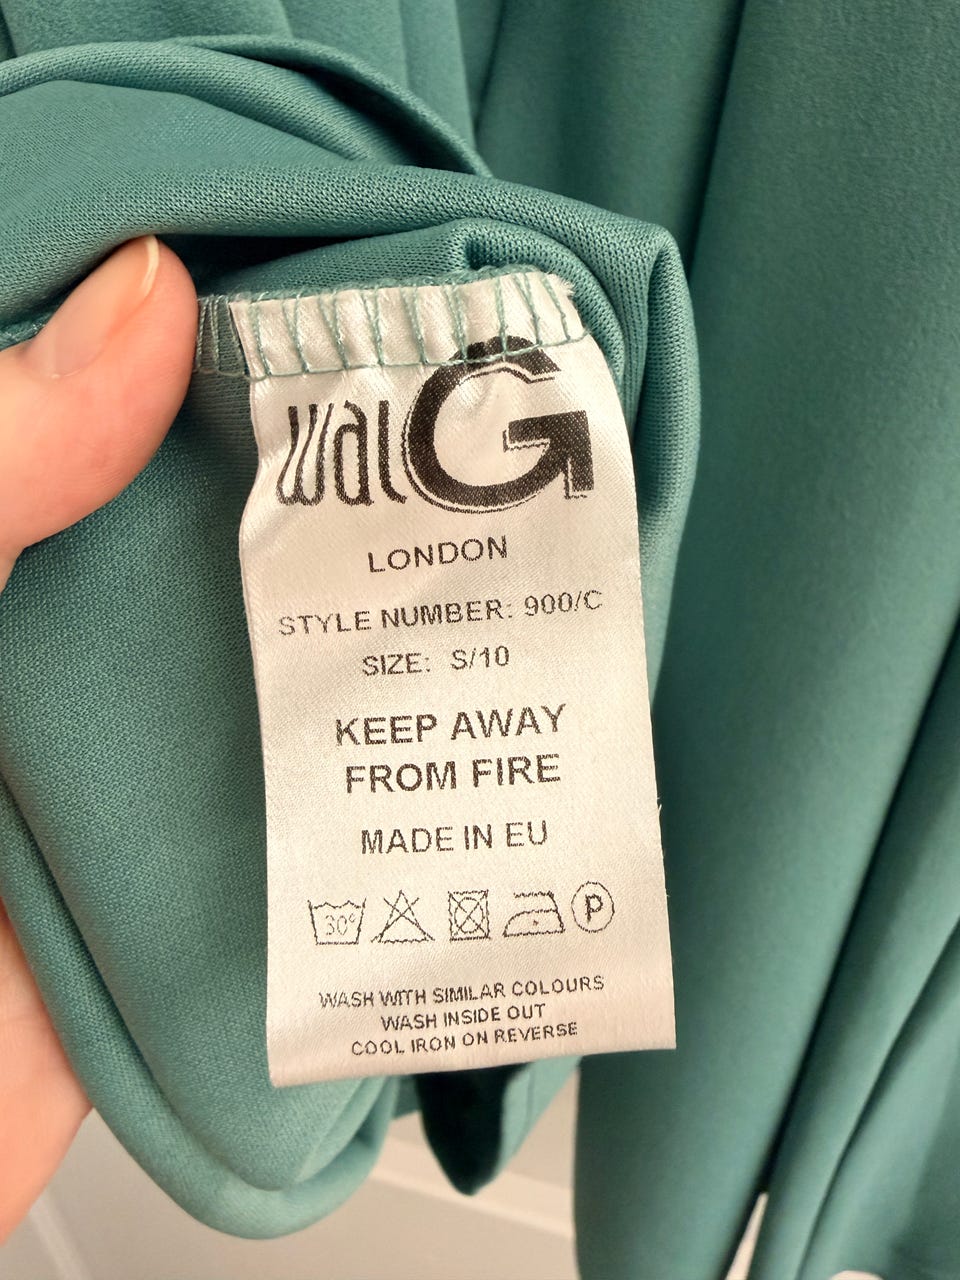 wal G
LONDON
STYLE NUMBER: 900/C
SIZE: S/10
KEEP AWAY
FROM FIRE
MADE IN EU
30° P
WASH WITH SIMILAR COLOURS
WASH INSIDE OUT
COOL IRON ON REVERSE